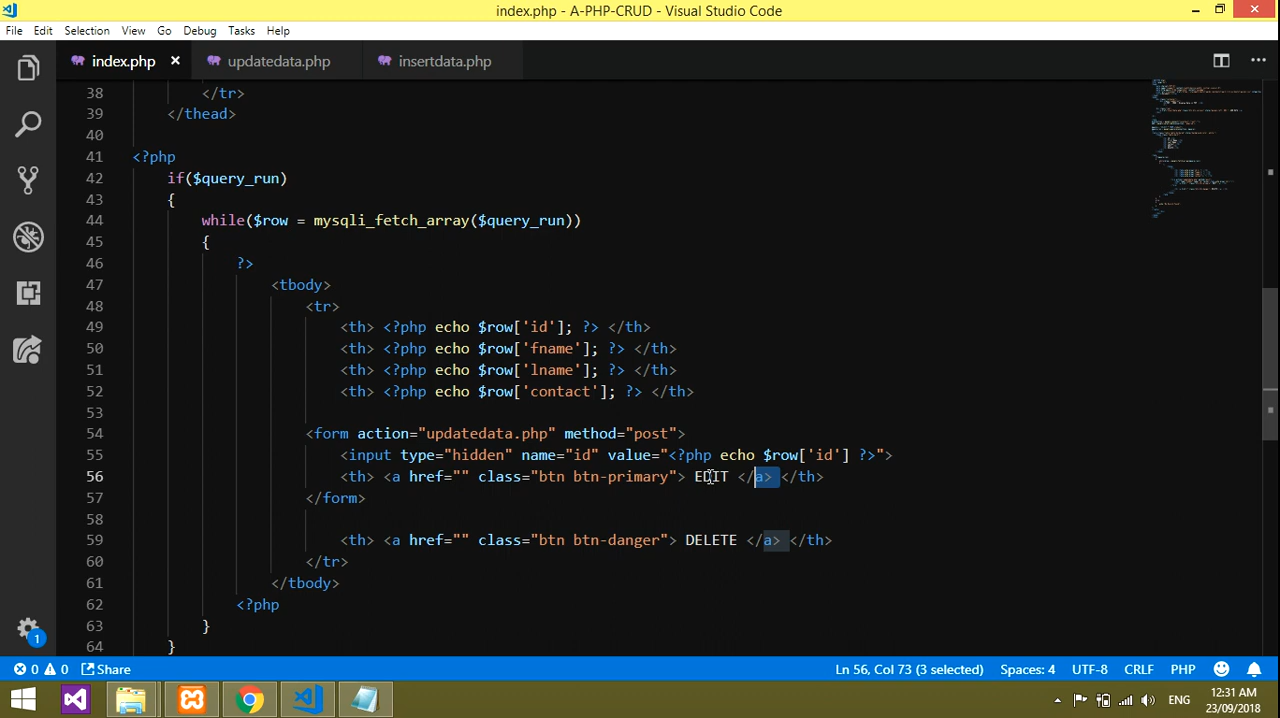 index.php - A-PHP-CRUD - Visual Studio Code
File Edit Selection View Go Debug Tasks Help
index.php × updatedata.php insertdata.php
38 </tr>
39 </thead>
40
41 <?php
42 if($query_run)
43 {
44 while($row = mysqli_fetch_array($query_run))
45 {
46 ?>
47 <tbody>
48 <tr>
49 <th> <?php echo $row['id']; ?> </th>
50 <th> <?php echo $row['fname']; ?> </th>
51 <th> <?php echo $row['lname']; ?> </th>
52 <th> <?php echo $row['contact']; ?> </th>
53
54 <form action="updatedata.php" method="post">
55 <input type="hidden" name="id" value="<?php echo $row['id'] ?>">
56 <th> <a href="" class="btn btn-primary"> EDIT </a> </th>
57 </form>
58
59 <th> <a href="" class="btn btn-danger"> DELETE </a> </th>
60 </tr>
61 </tbody>
62 <?php
63 }
64 }
1
0 0 Share Ln 56, Col 73 (3 selected) Spaces: 4 UTF-8 CRLF PHP
ENG 12:31 AM
23/09/2018